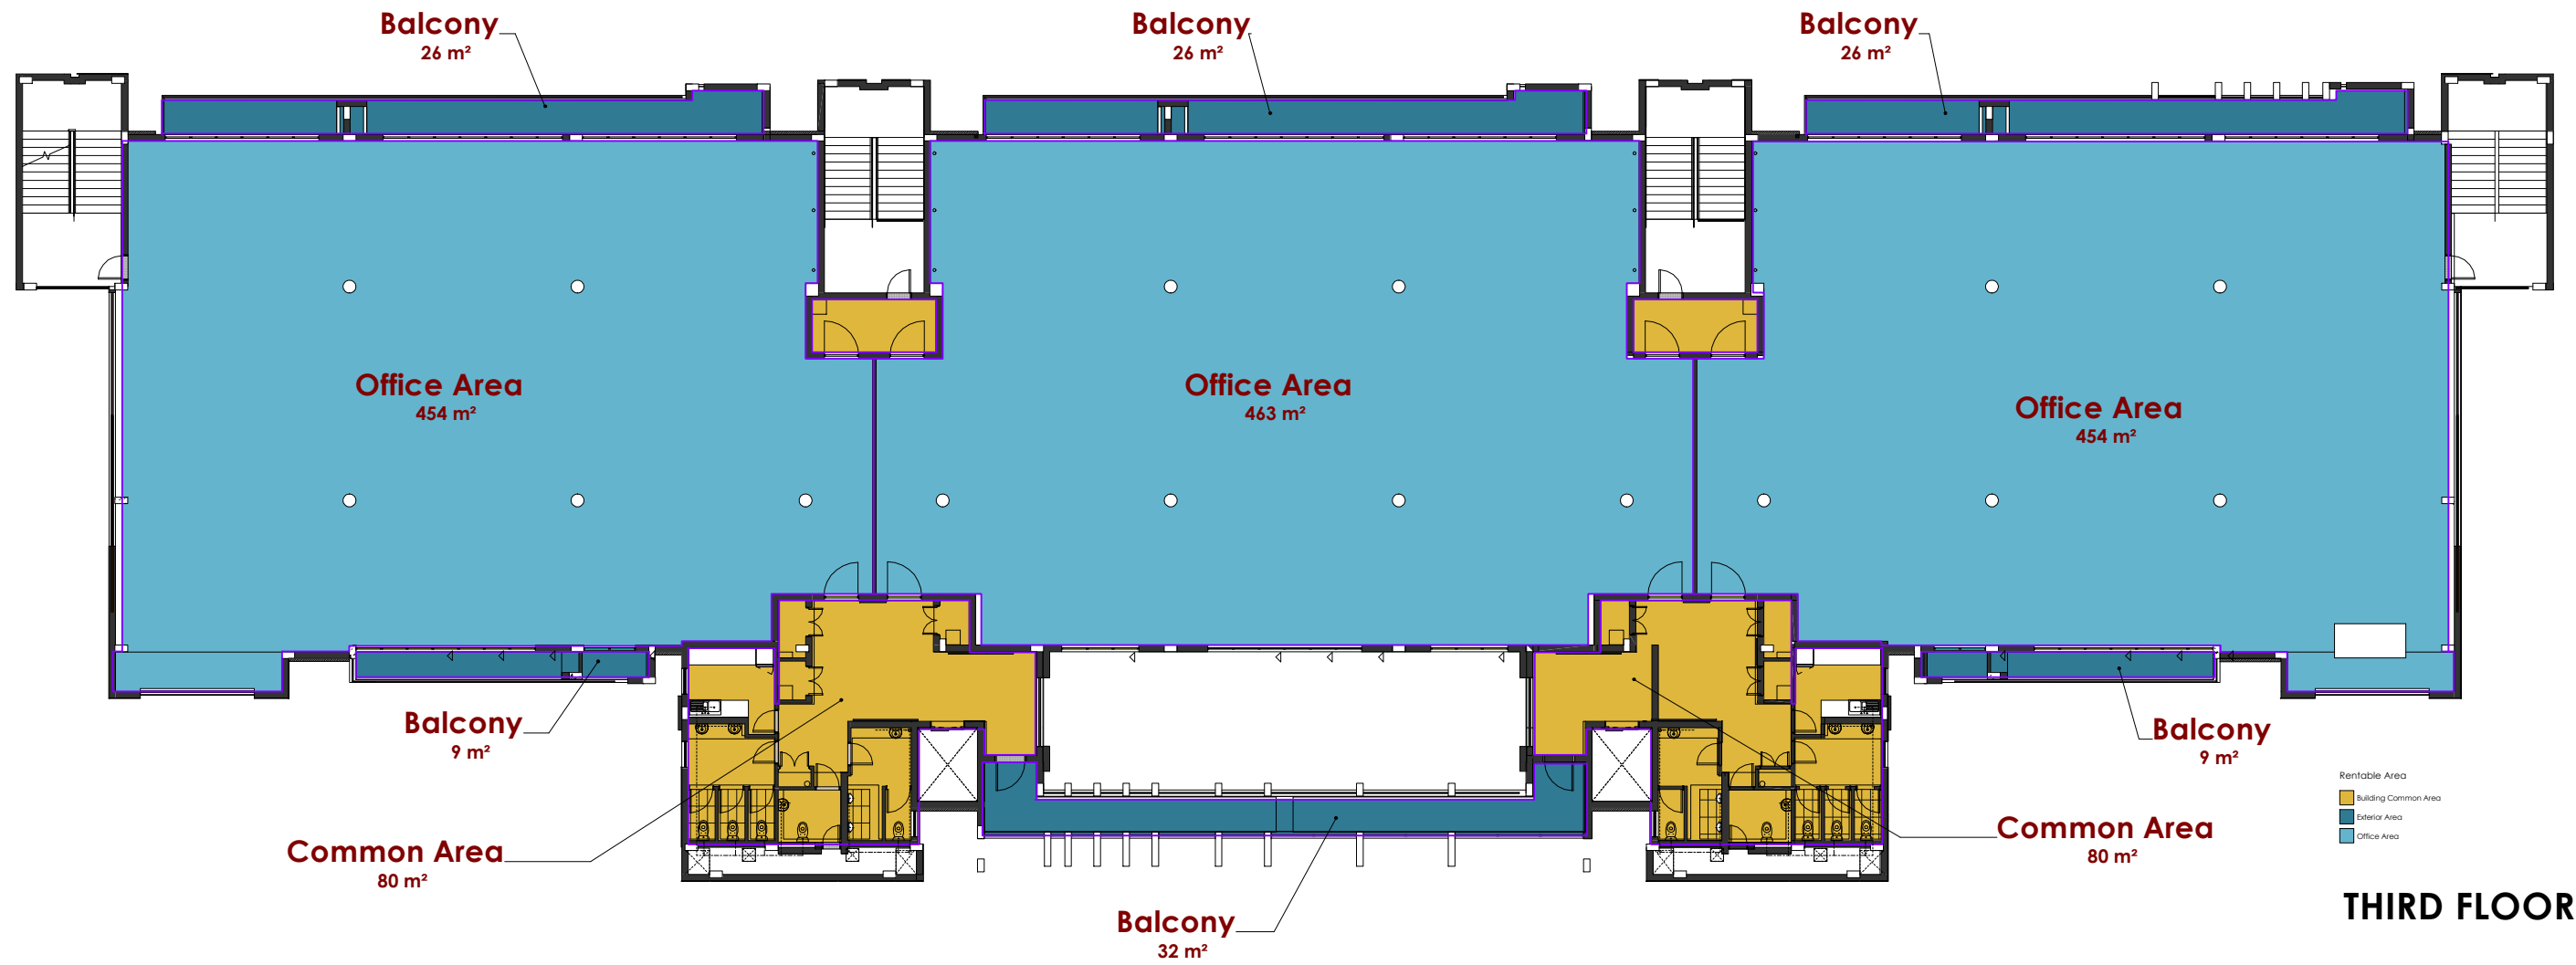 Balcony
26 m²
Balcony
26 m²
Balcony
26 m²
Office Area
454 m²
Office Area
463 m²
Office Area
454 m²
Balcony
9 m²
Balcony
9 m²
Rentable Area
Building Common Area
Exterior Area
Office Area
Common Area
80 m²
Common Area
80 m²
Balcony
32 m²
THIRD FLOOR